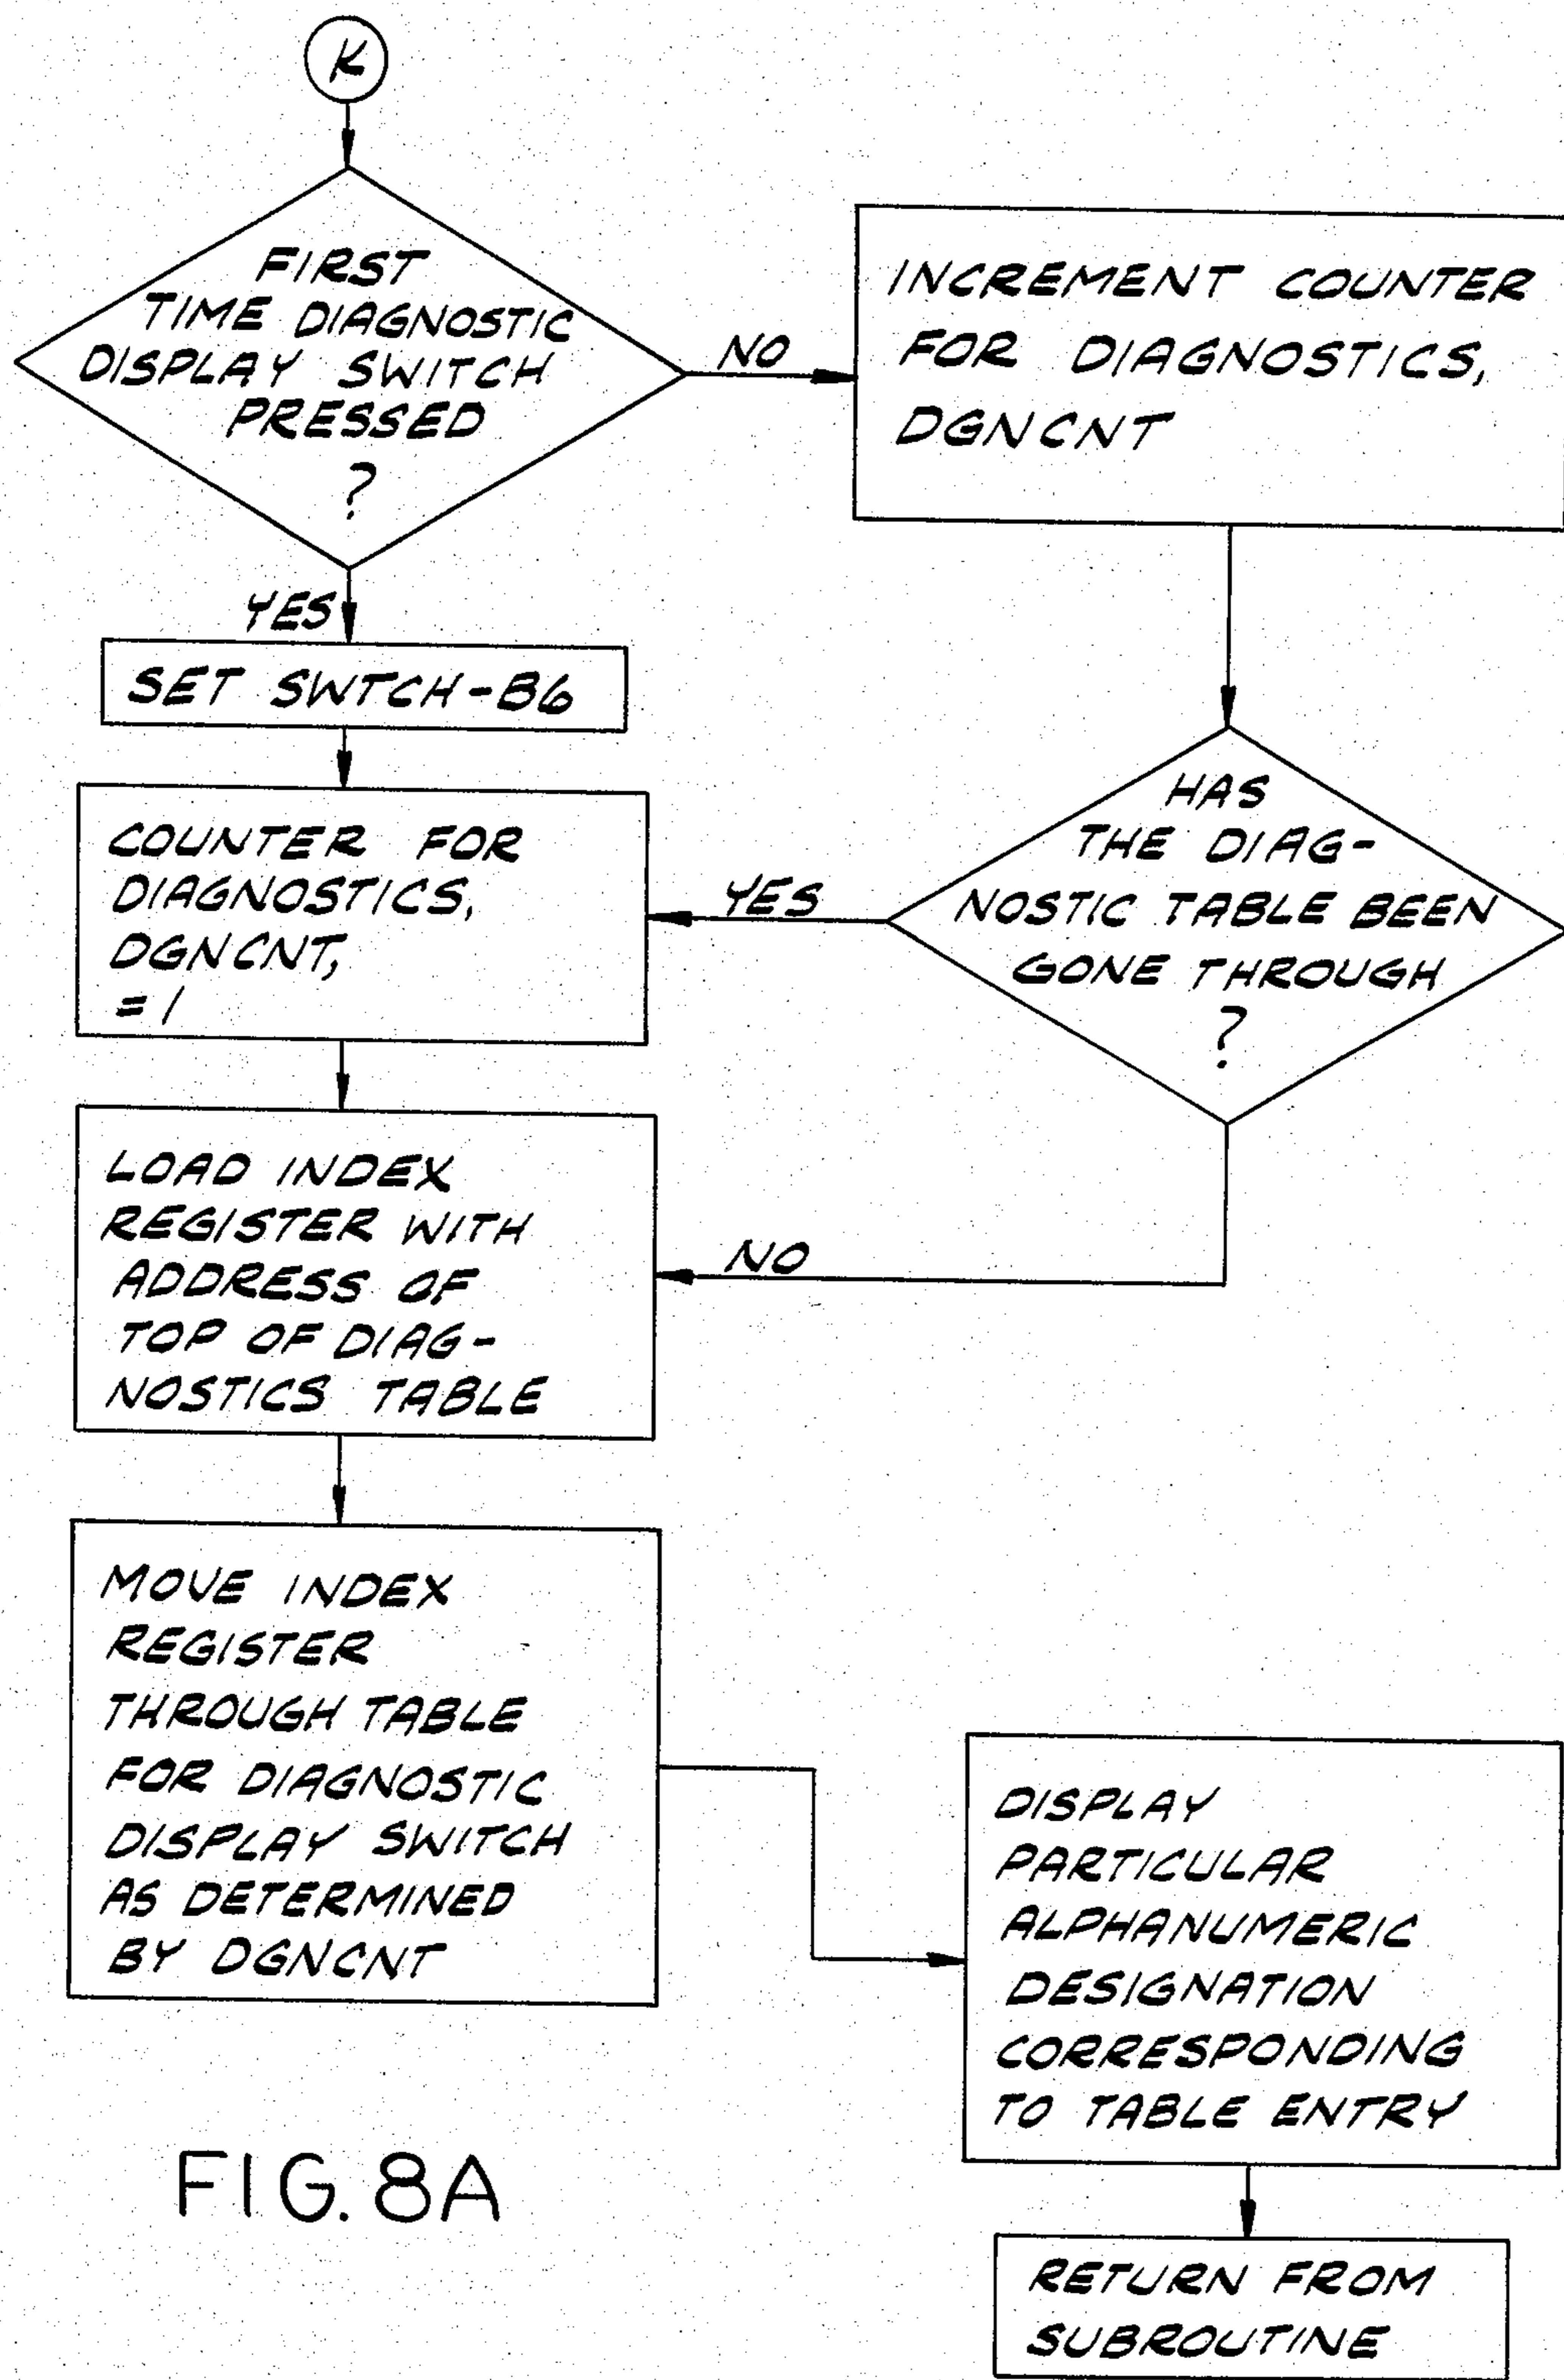 K
FIRST
TIME DIAGNOSTIC
DISPLAY SWITCH
PRESSED
?
NO
INCREMENT COUNTER
FOR DIAGNOSTICS,
DGNCNT
YES
SET SWTCH-B6
COUNTER FOR
DIAGNOSTICS,
DGNCNT,
=1
YES
HAS
THE DIAG-
NOSTIC TABLE BEEN
GONE THROUGH
?
LOAD INDEX
REGISTER WITH
ADDRESS OF
TOP OF DIAG-
NOSTICS TABLE
NO
MOVE INDEX
REGISTER
THROUGH TABLE
FOR DIAGNOSTIC
DISPLAY SWITCH
AS DETERMINED
BY DGNCNT
DISPLAY
PARTICULAR
ALPHANUMERIC
DESIGNATION
CORRESPONDING
TO TABLE ENTRY
RETURN FROM
SUBROUTINE
FIG. 8A